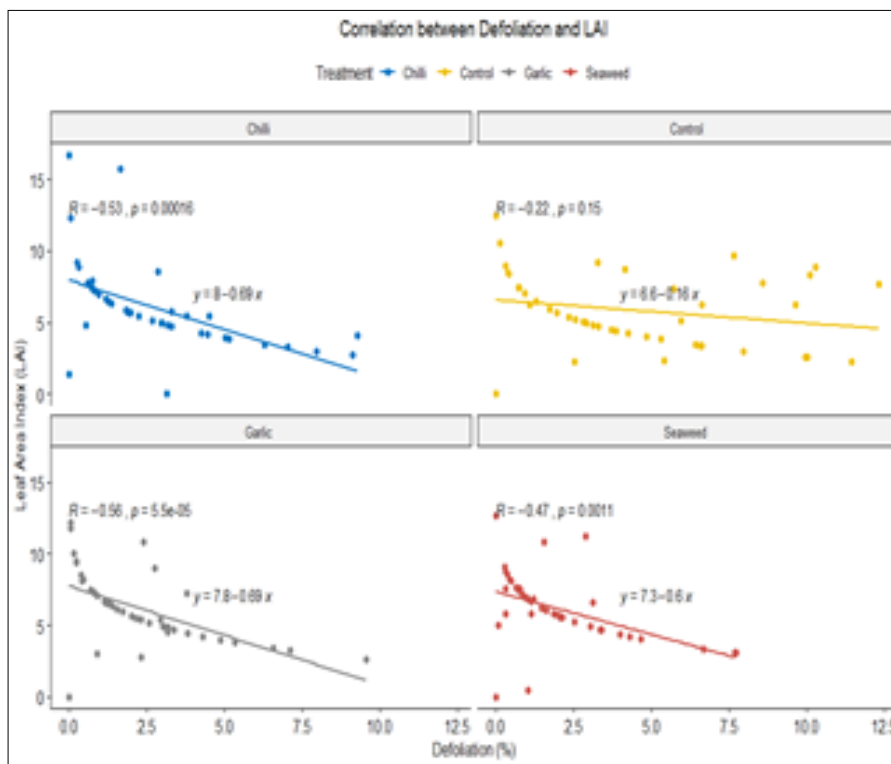 Correlation between Defoliation and LAI
Treatment Chilli Control Garlic Seaweed
Chilli
Control
15
10
5
0
R = −0.53 , p = 0.00016
y = 8−0.69 x
R = −0.22 , p = 0.15
y = 6.6−0.16 x
Leaf Area Index (LAI)
Garlic
Seaweed
15
10
5
0
R = −0.56 , p = 5.5e-05
y = 7.8−0.69 x
R = −0.47 , p = 0.0011
y = 7.3−0.6 x
0.0 2.5 5.0 7.5 10.0 12.5
0.0 2.5 5.0 7.5 10.0 12.5
Defoliation (%)